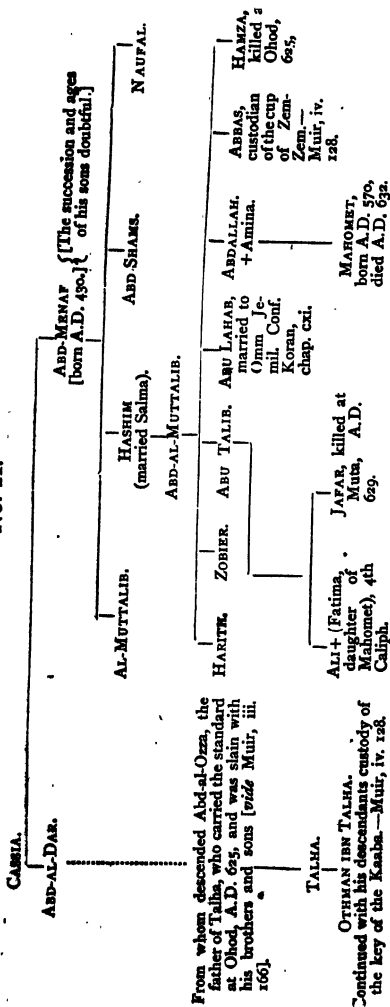 CASSIA.
ABD-AL-DAR.
ABD-MENAF
[born A.D. 430.]
[The succession and ages
of his sons doubtful.]
AL-MUTTALIB.
HASHIM
(married Salma).
ABD-SHAMS.
NAUFAL.
ABD-AL-MUTTALIB.
From whom descended Abd-al-Ozza, the
father of Talha, who carried the standard
at Ohod, A.D. 625, and was slain with
his brothers and sons [vide Muir, iii.
166].
HARITH.
ZOBIER.
ABU TALIB.
ABU LAHAB,
married to
Omm Je-
mil. Conf.
Koran,
chap. cxi.
ABDALLAH.
+Amina.
ABBAS,
custodian
of the cup
of Zem-
Zem.—
Muir, iv.
128.
HAMZA,
killed a
Ohod,
625,
TALHA.
OTHMAN IBN TALHA.
Continued with his descendants custody of
the key of the Kaaba.—Muir, iv. 128.
ALI+(Fatima,
daughter of
Mahomet), 4th
Caliph.
JAFAR, killed at
Muta, A.D.
629.
MAHOMET,
born A.D. 570,
died A.D. 632.